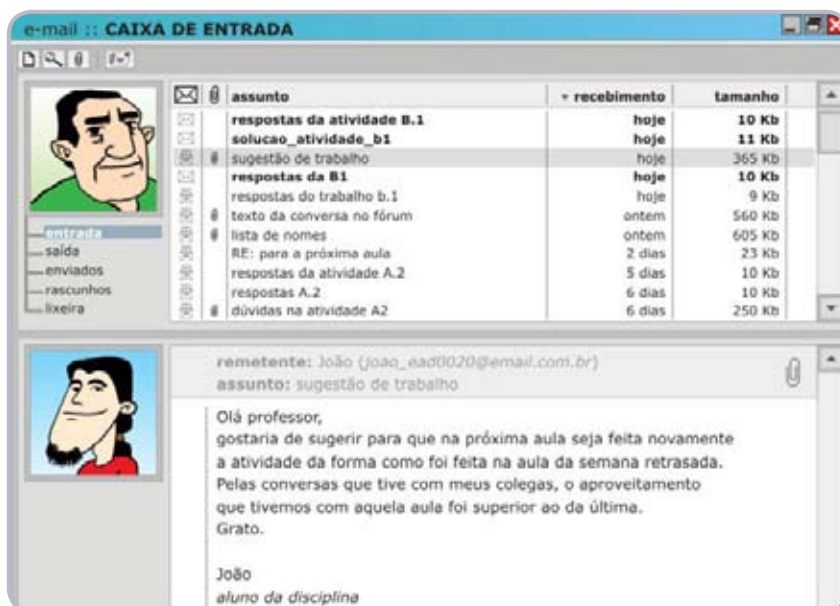 e-mail :: CAIXA DE ENTRADA
assunto recebimento tamanho
respostas da atividade B.1 hoje 10 Kb
solucao_atividade_b1 hoje 11 Kb
sugestão de trabalho hoje 365 Kb
respostas da B1 hoje 10 Kb
respostas do trabalho b.1 hoje 9 Kb
texto da conversa no fórum ontem 560 Kb
lista de nomes ontem 605 Kb
RE: para a próxima aula 2 dias 23 Kb
respostas da atividade A.2 5 dias 10 Kb
respostas A.2 6 dias 10 Kb
dúvidas na atividade A2 6 dias 250 Kb
entrada
saída
enviados
rascunhos
lixeira
remetente: João (joao_ead0020@email.com.br)
assunto: sugestão de trabalho
Olá professor,
gostaria de sugerir para que na próxima aula seja feita novamente
a atividade da forma como foi feita na aula da semana retrasada.
Pelas conversas que tive com meus colegas, o aproveitamento
que tivemos com aquela aula foi superior ao da última.
Grato.
João
aluno da disciplina